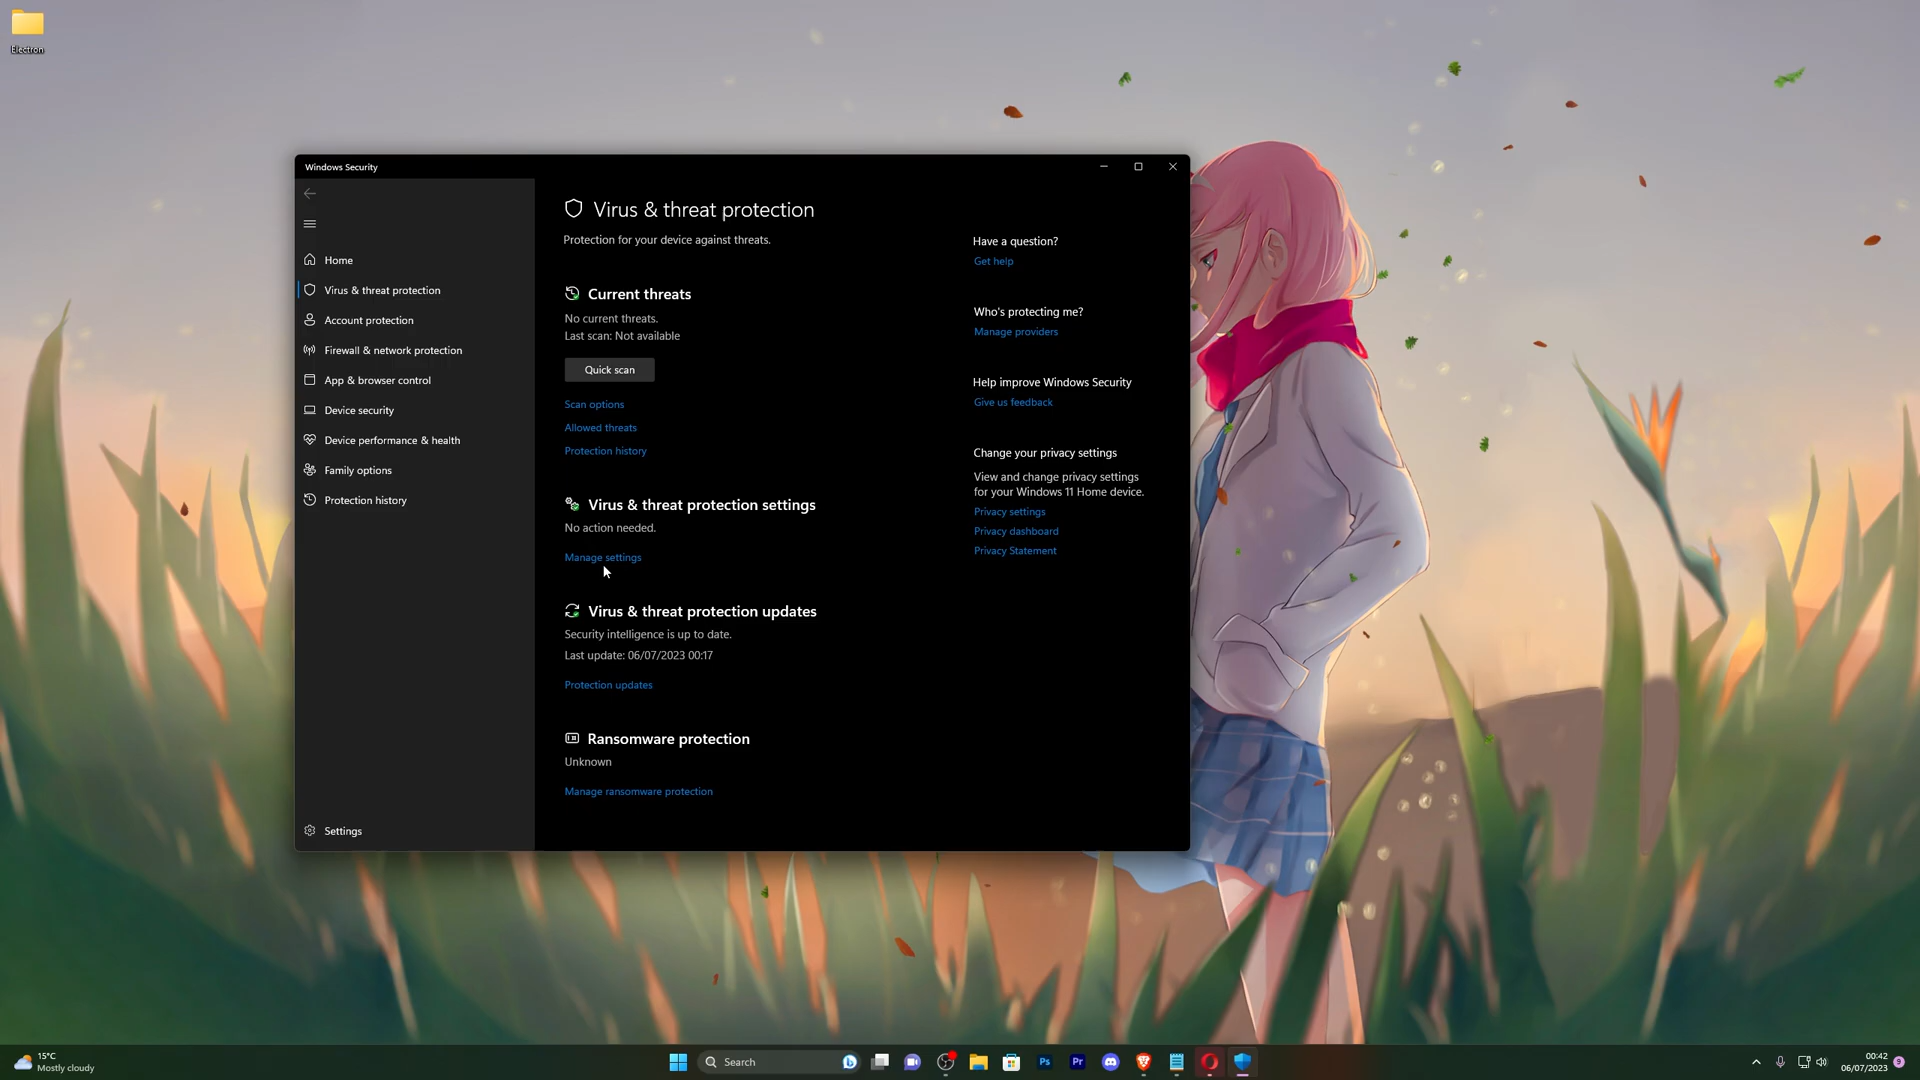 Electron
Windows Security
Home
Virus & threat protection
Account protection
Firewall & network protection
App & browser control
Device security
Device performance & health
Family options
Protection history
Settings
Virus & threat protection
Protection for your device against threats.
Current threats
No current threats.
Last scan: Not available
Quick scan
Scan options
Allowed threats
Protection history
Virus & threat protection settings
No action needed.
Manage settings
Virus & threat protection updates
Security intelligence is up to date.
Last update: 06/07/2023 00:17
Protection updates
Ransomware protection
Unknown
Manage ransomware protection
Have a question?
Get help
Who's protecting me?
Manage providers
Help improve Windows Security
Give us feedback
Change your privacy settings
View and change privacy settings
for your Windows 11 Home device.
Privacy settings
Privacy dashboard
Privacy Statement
15°C
Mostly cloudy
Search
Ps
Pr
00:42
06/07/2023
9